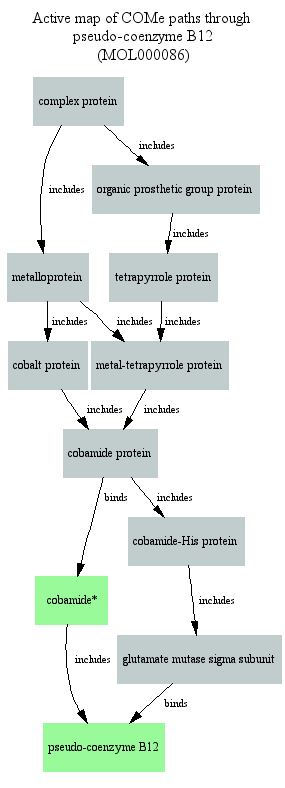 Active map of COMe paths through
pseudo-coenzyme B12
(MOL000086)
complex protein
includes
includes
organic prosthetic group protein
includes
metalloprotein
tetrapyrrole protein
includes
includes
includes
cobalt protein
metal-tetrapyrrole protein
includes
includes
cobamide protein
binds
includes
cobamide-His protein
cobamide*
includes
includes
glutamate mutase sigma subunit
binds
pseudo-coenzyme B12